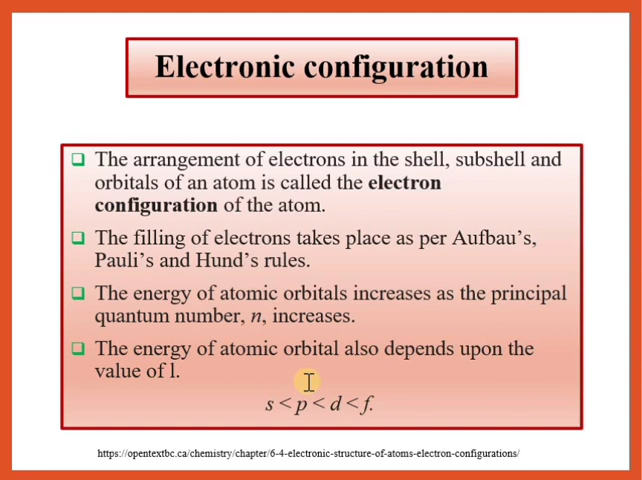 Electronic configuration
The arrangement of electrons in the shell, subshell and
orbitals of an atom is called the electron
configuration of the atom.
The filling of electrons takes place as per Aufbau’s,
Pauli’s and Hund’s rules.
The energy of atomic orbitals increases as the principal
quantum number, n, increases.
The energy of atomic orbital also depends upon the
value of l.
s < p < d < f.
https://opentextbc.ca/chemistry/chapter/6-4-electronic-structure-of-atoms-electron-configurations/